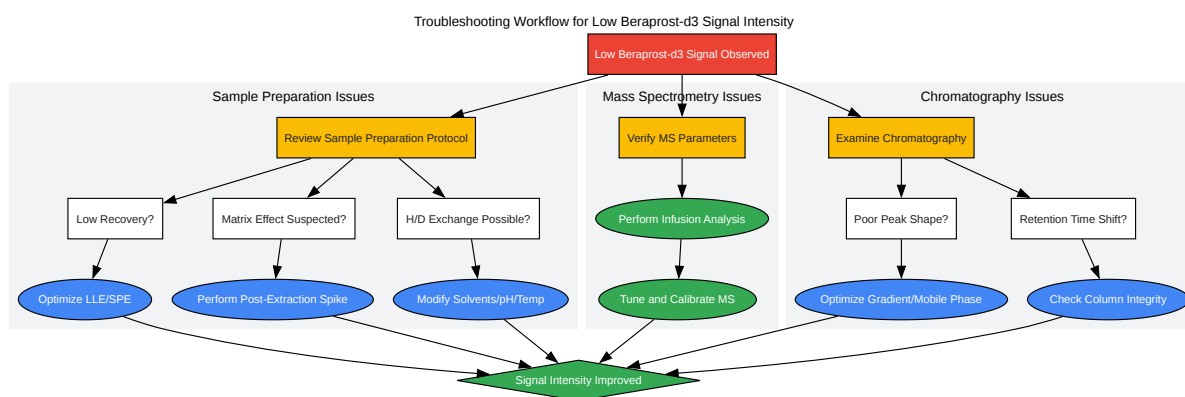 Troubleshooting Workflow for Low Beraprost-d3 Signal Intensity
Low Beraprost-d3 Signal Observed
Sample Preparation Issues
Mass Spectrometry Issues
Chromatography Issues
Review Sample Preparation Protocol
Verify MS Parameters
Examine Chromatography
Low Recovery?
Matrix Effect Suspected?
H/D Exchange Possible?
Perform Infusion Analysis
Poor Peak Shape?
Retention Time Shift?
Optimize LLE/SPE
Perform Post-Extraction Spike
Modify Solvents/pH/Temp
Tune and Calibrate MS
Optimize Gradient/Mobile Phase
Check Column Integrity
Signal Intensity Improved